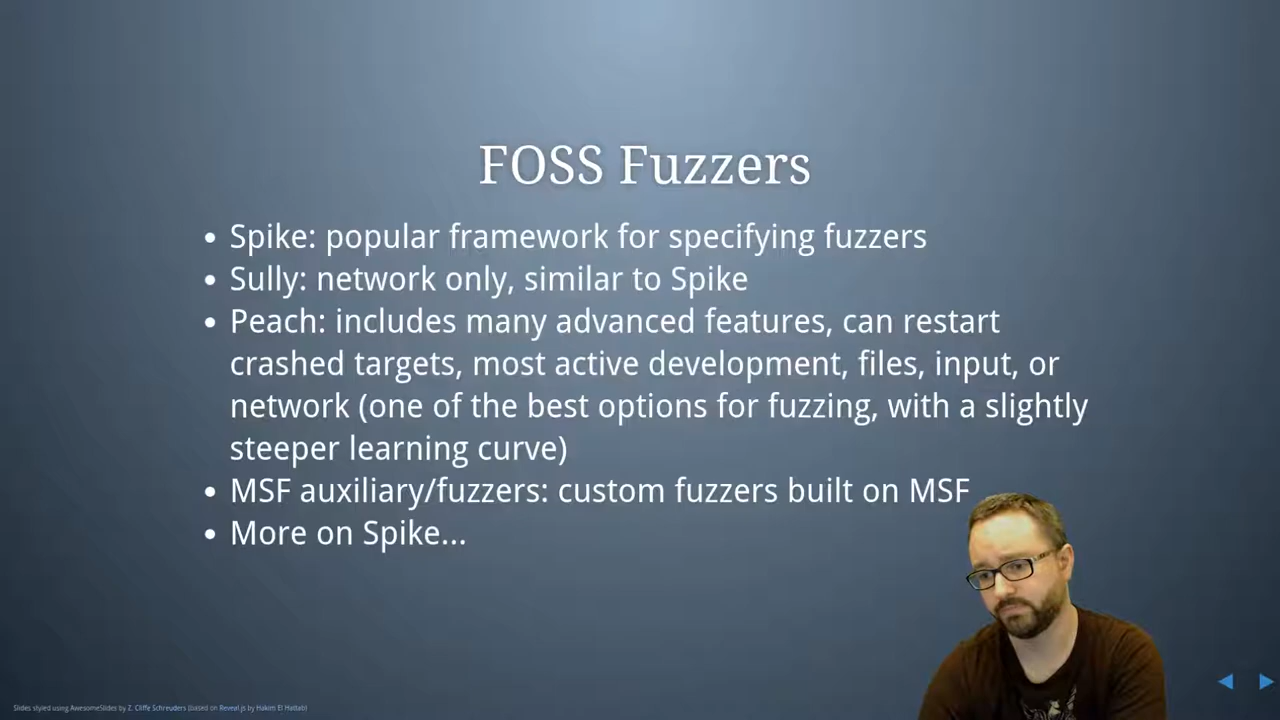 FOSS Fuzzers
• Spike: popular framework for specifying fuzzers
• Sully: network only, similar to Spike
• Peach: includes many advanced features, can restart
crashed targets, most active development, files, input, or
network (one of the best options for fuzzing, with a slightly
steeper learning curve)
• MSF auxiliary/fuzzers: custom fuzzers built on MSF
• More on Spike...
Slides styled using AwesomeSlides by Z. Cliffe Schreuders (based on Reveal.js by Hakim El Hattab)